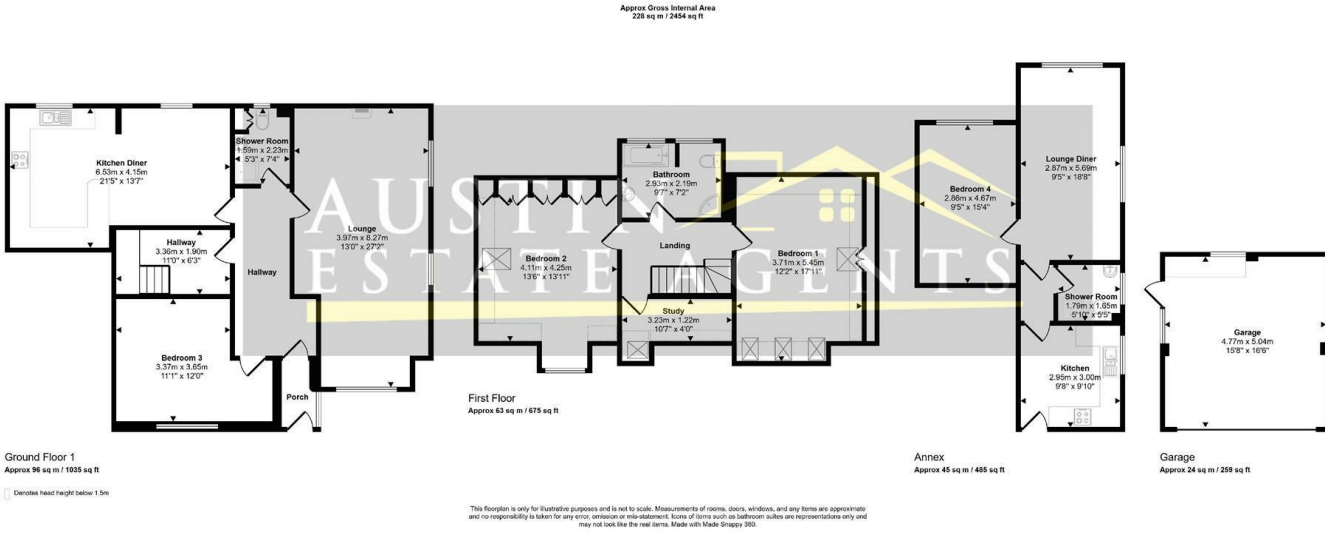 Approx Gross Internal Area
228 sq m / 2454 sq ft
AUSTIN
ESTATE AGENTS
Kitchen Diner
6.53m x 4.15m
21'5" x 13'7"
Shower Room
1.59m x 2.23m
5'3" x 7'4"
Lounge
3.97m x 8.27m
13'0" x 27'2"
Hallway
3.36m x 1.90m
11'0" x 6'3"
Hallway
Bedroom 3
3.37m x 3.65m
11'1" x 12'0"
Porch
Ground Floor 1
Approx 96 sq m / 1035 sq ft
Denotes head height below 1.5m
Bathroom
2.93m x 2.19m
9'7" x 7'2"
Landing
Bedroom 2
4.11m x 4.25m
13'6" x 13'11"
Bedroom 1
3.71m x 5.45m
12'2" x 17'11"
Study
3.23m x 1.22m
10'7" x 4'0"
First Floor
Approx 63 sq m / 675 sq ft
Lounge Diner
2.87m x 5.69m
9'5" x 18'8"
Bedroom 4
2.86m x 4.67m
9'5" x 15'4"
Shower Room
1.79m x 1.65m
5'10" x 5'5"
Kitchen
2.95m x 3.00m
9'8" x 9'10"
Annex
Approx 45 sq m / 485 sq ft
Garage
4.77m x 5.04m
15'8" x 16'6"
Garage
Approx 24 sq m / 259 sq ft
This floorplan is only for illustrative purposes and is not to scale. Measurements of rooms, doors, windows, and any items are approximate
and no responsibility is taken for any error, omission or mis-statement. Icons of items such as bathroom suites are representations only and
may not look like the real items. Made with Made Snappy 360.